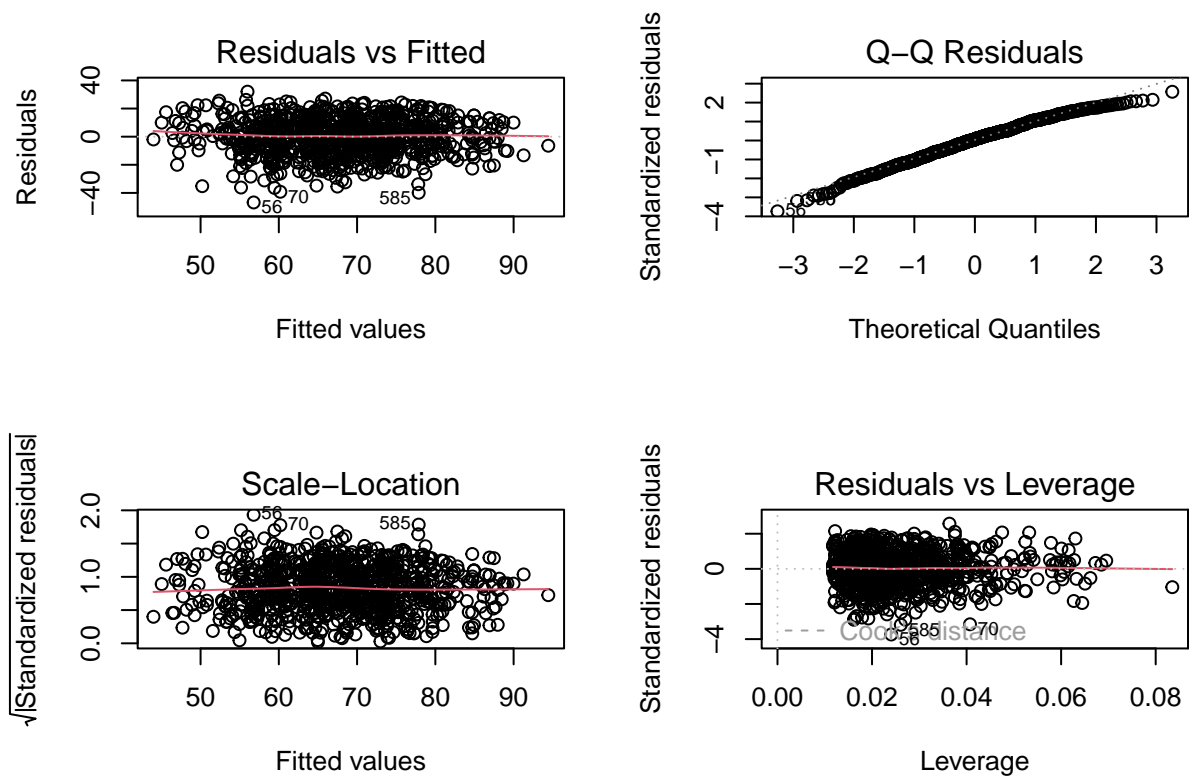 Residuals vs Fitted
Residuals
40
0
−40
56
70
585
50 60 70 80 90
Fitted values
Q−Q Residuals
Standardized residuals
2
−1
−4
56
−3 −2 −1 0 1 2 3
Theoretical Quantiles
Scale−Location
√|Standardized residuals|
2.0
1.0
0.0
56
70
585
50 60 70 80 90
Fitted values
Residuals vs Leverage
Standardized residuals
0
−4
Cook's distance
585
56
70
0.00 0.02 0.04 0.06 0.08
Leverage